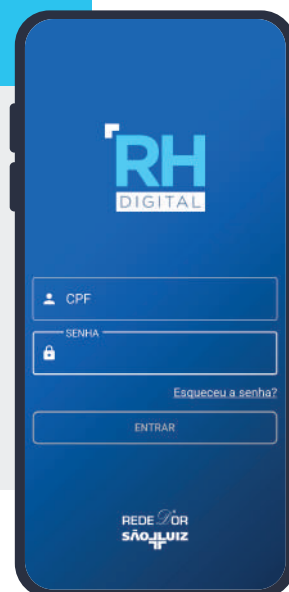 RH
DIGITAL
CPF
SENHA
Esqueceu a senha?
ENTRAR
REDE D'OR
SÃO LUIZ